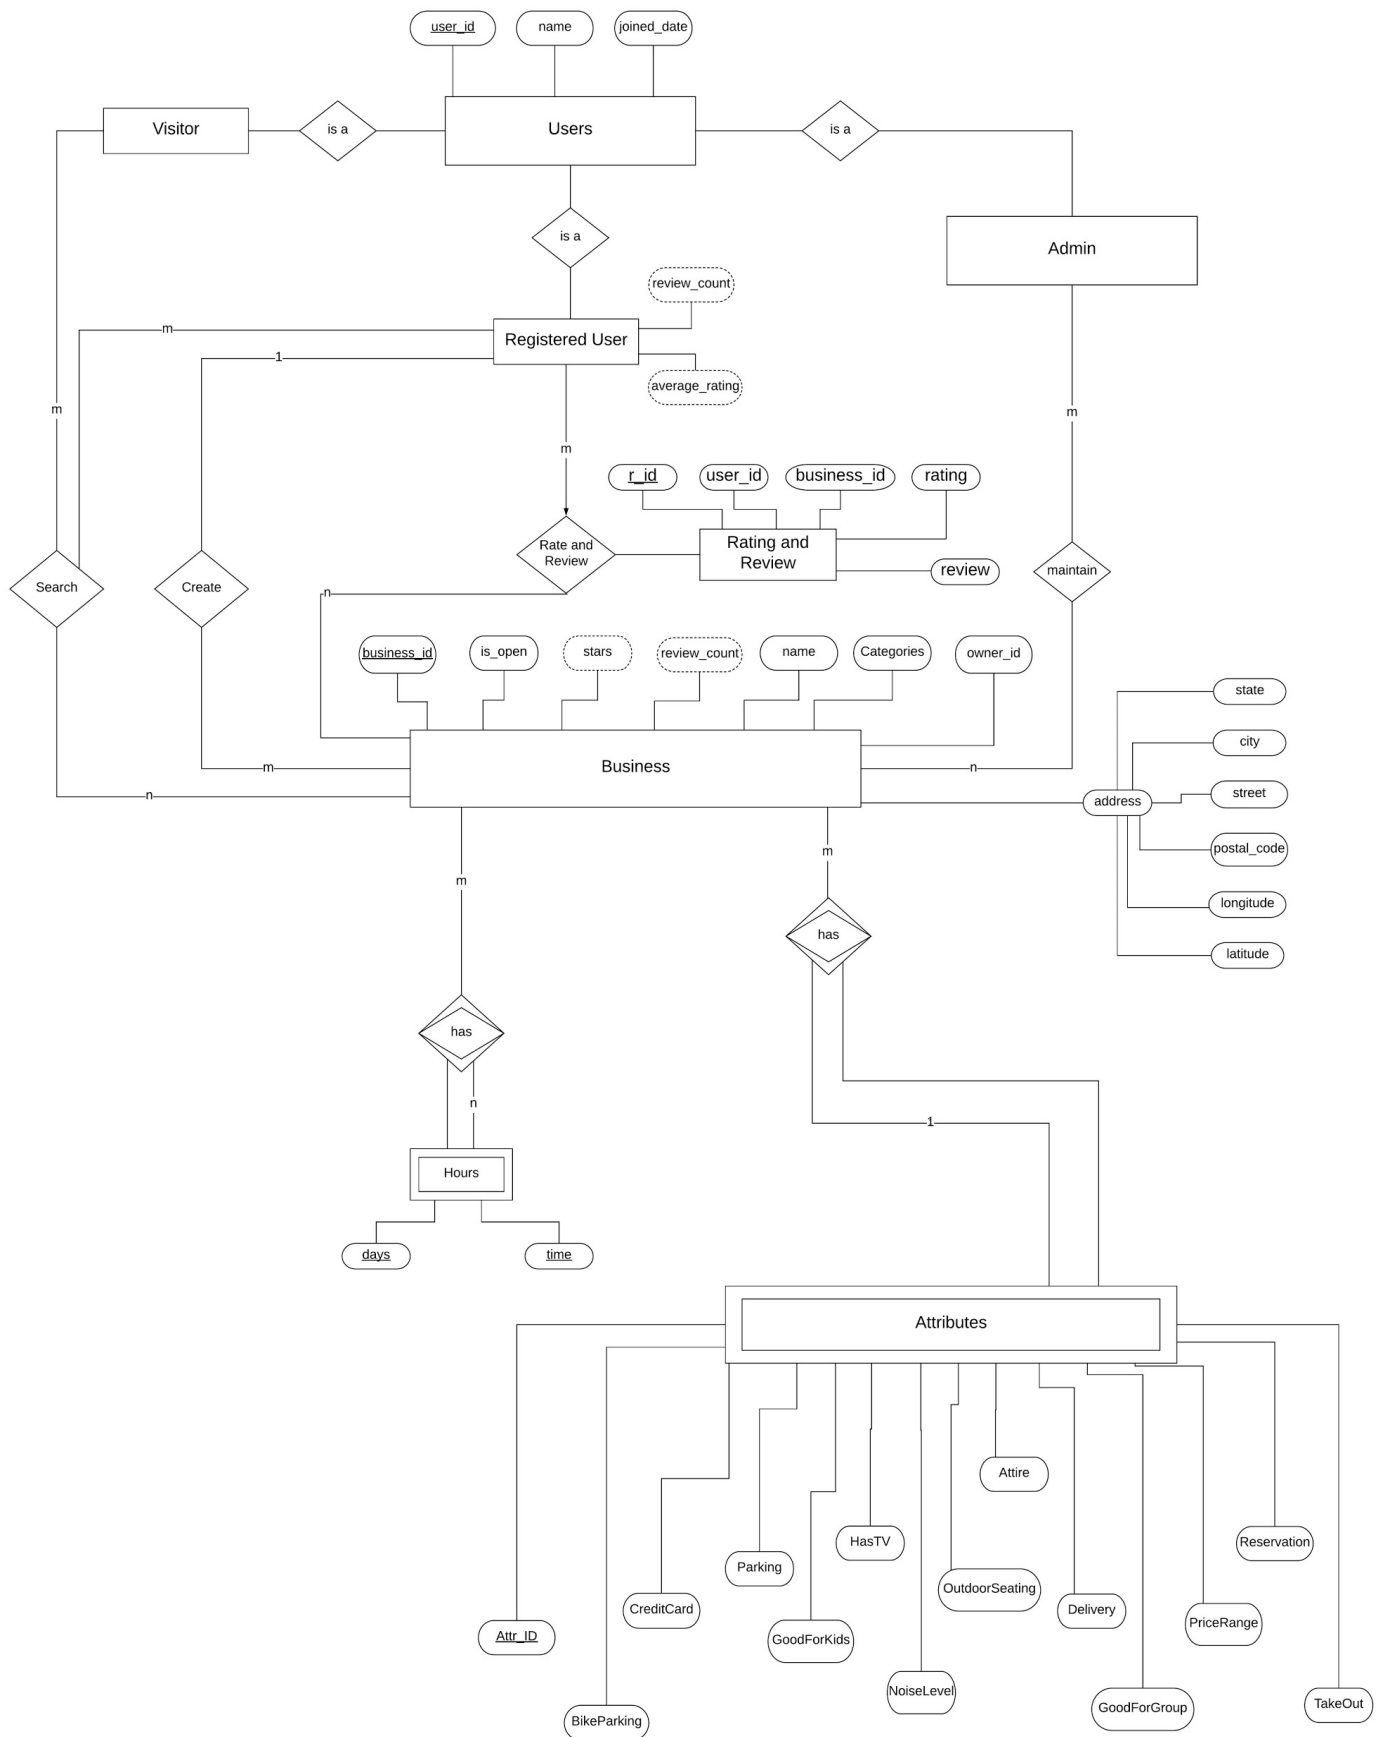 user_id
name
joined_date
Visitor
is a
Users
is a
is a
Admin
review_count
m
Registered User
1
average_rating
m
m
m
r_id
user_id
business_id
rating
Rate and
Review
Rating and
Review
review
maintain
Search
Create
n
business_id
is_open
stars
review_count
name
Categories
owner_id
state
city
street
postal_code
longitude
latitude
address
Business
m
n
n
m
m
has
has
n
1
Hours
days
time
Attributes
Attire
HasTV
Reservation
Parking
OutdoorSeating
CreditCard
Delivery
PriceRange
Attr_ID
GoodForKids
NoiseLevel
GoodForGroup
TakeOut
BikeParking